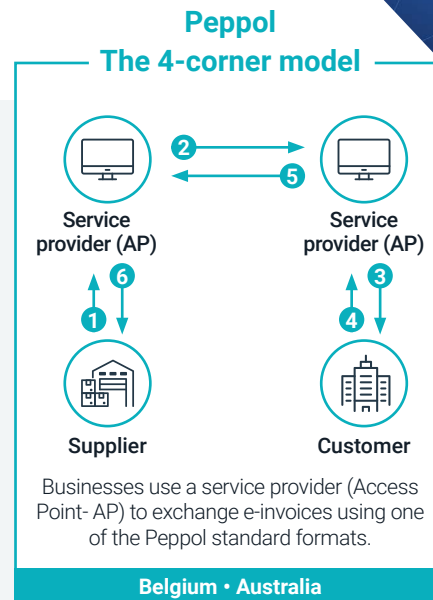 Peppol
The 4-corner model
2
5
Service
provider (AP)
Service
provider (AP)
6
3
1
4
Supplier
Customer
Businesses use a service provider (Access
Point- AP) to exchange e-invoices using one
of the Peppol standard formats.
Belgium • Australia